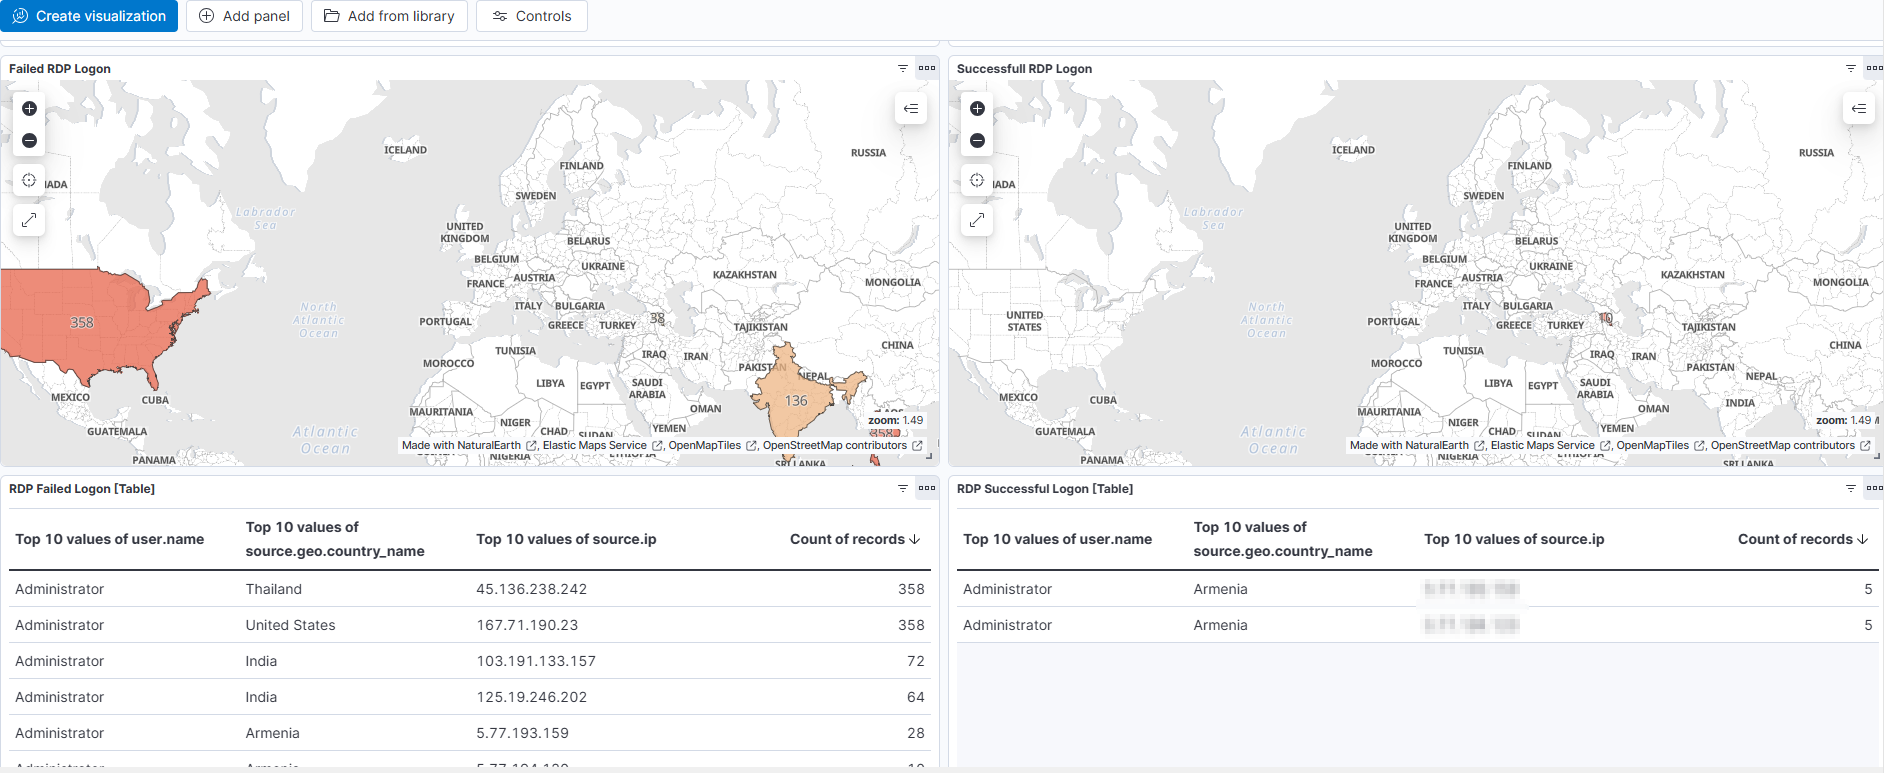 Create visualization
Add panel
Add from library
Controls
Failed RDP Logon
ADA
Labrador
Sea
ICELAND
FINLAND
SWEDEN
RUSSIA
UNITED
KINGDOM
BELARUS
BELGIUM
UKRAINE
AUSTRIA
FRANCE
KAZAKHSTAN
MONGOLIA
North
Atlantic
Ocean
ITALY
BULGARIA
358
PORTUGAL
GREECE
TURKEY
38
TAJIKISTAN
CHINA
TUNISIA
MOROCCO
IRAQ
IRAN
PAKISTAN
NEPAL
LIBYA
EGYPT
SAUDI
ARABIA
MEXICO
CUBA
136
OMAN
MAURITANIA
NIGER
CHAD
SUDAN
YEMEN
GUATEMALA
Atlantic
Ocean
zoom: 1.49
358
Made with NaturalEarth , Elastic Maps Service , OpenMapTiles , OpenStreetMap contributors
PANAMA
NIGERIA
ETHIOPIA
SRI LANKA
Successfull RDP Logon
NADA
Labrador
Sea
ICELAND
FINLAND
SWEDEN
RUSSIA
UNITED
KINGDOM
BELARUS
BELGIUM
UKRAINE
AUSTRIA
FRANCE
KAZAKHSTAN
MONGOLIA
North
Atlantic
Ocean
UNITED
STATES
ITALY
BULGARIA
PORTUGAL
GREECE
TURKEY
10
TAJIKISTAN
CHINA
TUNISIA
MOROCCO
IRAQ
IRAN
PAKISTAN
NEPAL
LIBYA
EGYPT
SAUDI
ARABIA
MEXICO
CUBA
INDIA
OMAN
MAURITANIA
NIGER
CHAD
SUDAN
YEMEN
GUATEMALA
Atlantic
Ocean
zoom: 1.49
Made with NaturalEarth , Elastic Maps Service , OpenMapTiles , OpenStreetMap contributors
PANAMA
NIGERIA
SRI LANKA
RDP Failed Logon [Table]
Top 10 values of user.name
Top 10 values of
source.geo.country_name
Top 10 values of source.ip
Count of records
Administrator Thailand 45.136.238.242 358
Administrator United States 167.71.190.23 358
Administrator India 103.191.133.157 72
Administrator India 125.19.246.202 64
Administrator Armenia 5.77.193.159 28
RDP Successful Logon [Table]
Top 10 values of user.name
Top 10 values of
source.geo.country_name
Top 10 values of source.ip
Count of records
Administrator Armenia 5
Administrator Armenia 5